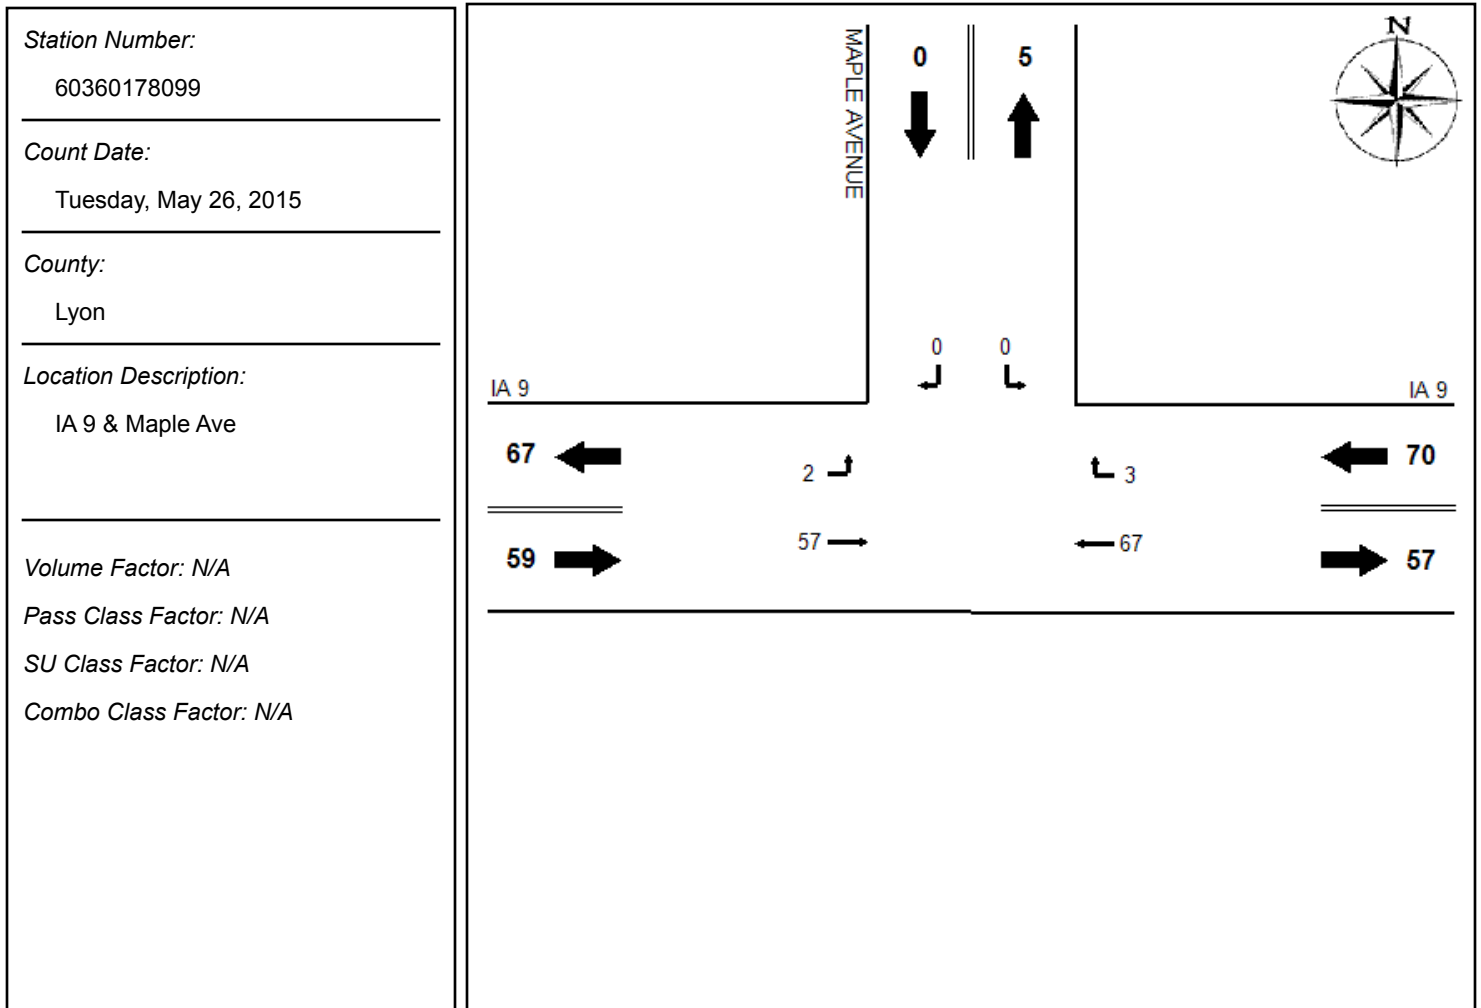 Station Number:
60360178099
Count Date:
Tuesday, May 26, 2015
County:
Lyon
Location Description:
IA 9 & Maple Ave
Volume Factor: N/A
Pass Class Factor: N/A
SU Class Factor: N/A
Combo Class Factor: N/A
N
MAPLE AVENUE
0 5
0 0
IA 9 IA 9
67 2 3 70
59 57 67 57